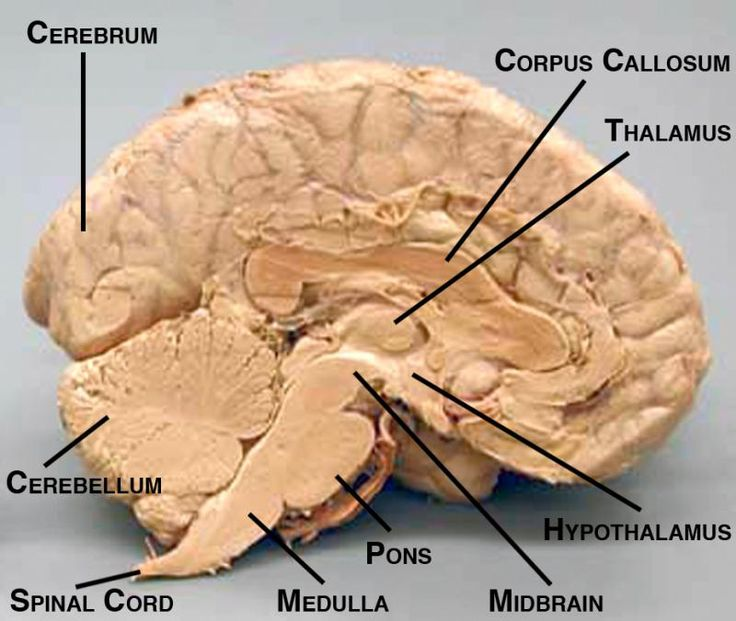 CEREBRUM
CORPUS CALLOSUM
THALAMUS
CEREBELLUM
HYPOTHALAMUS
PONS
SPINAL CORD
MEDULLA
MIDBRAIN